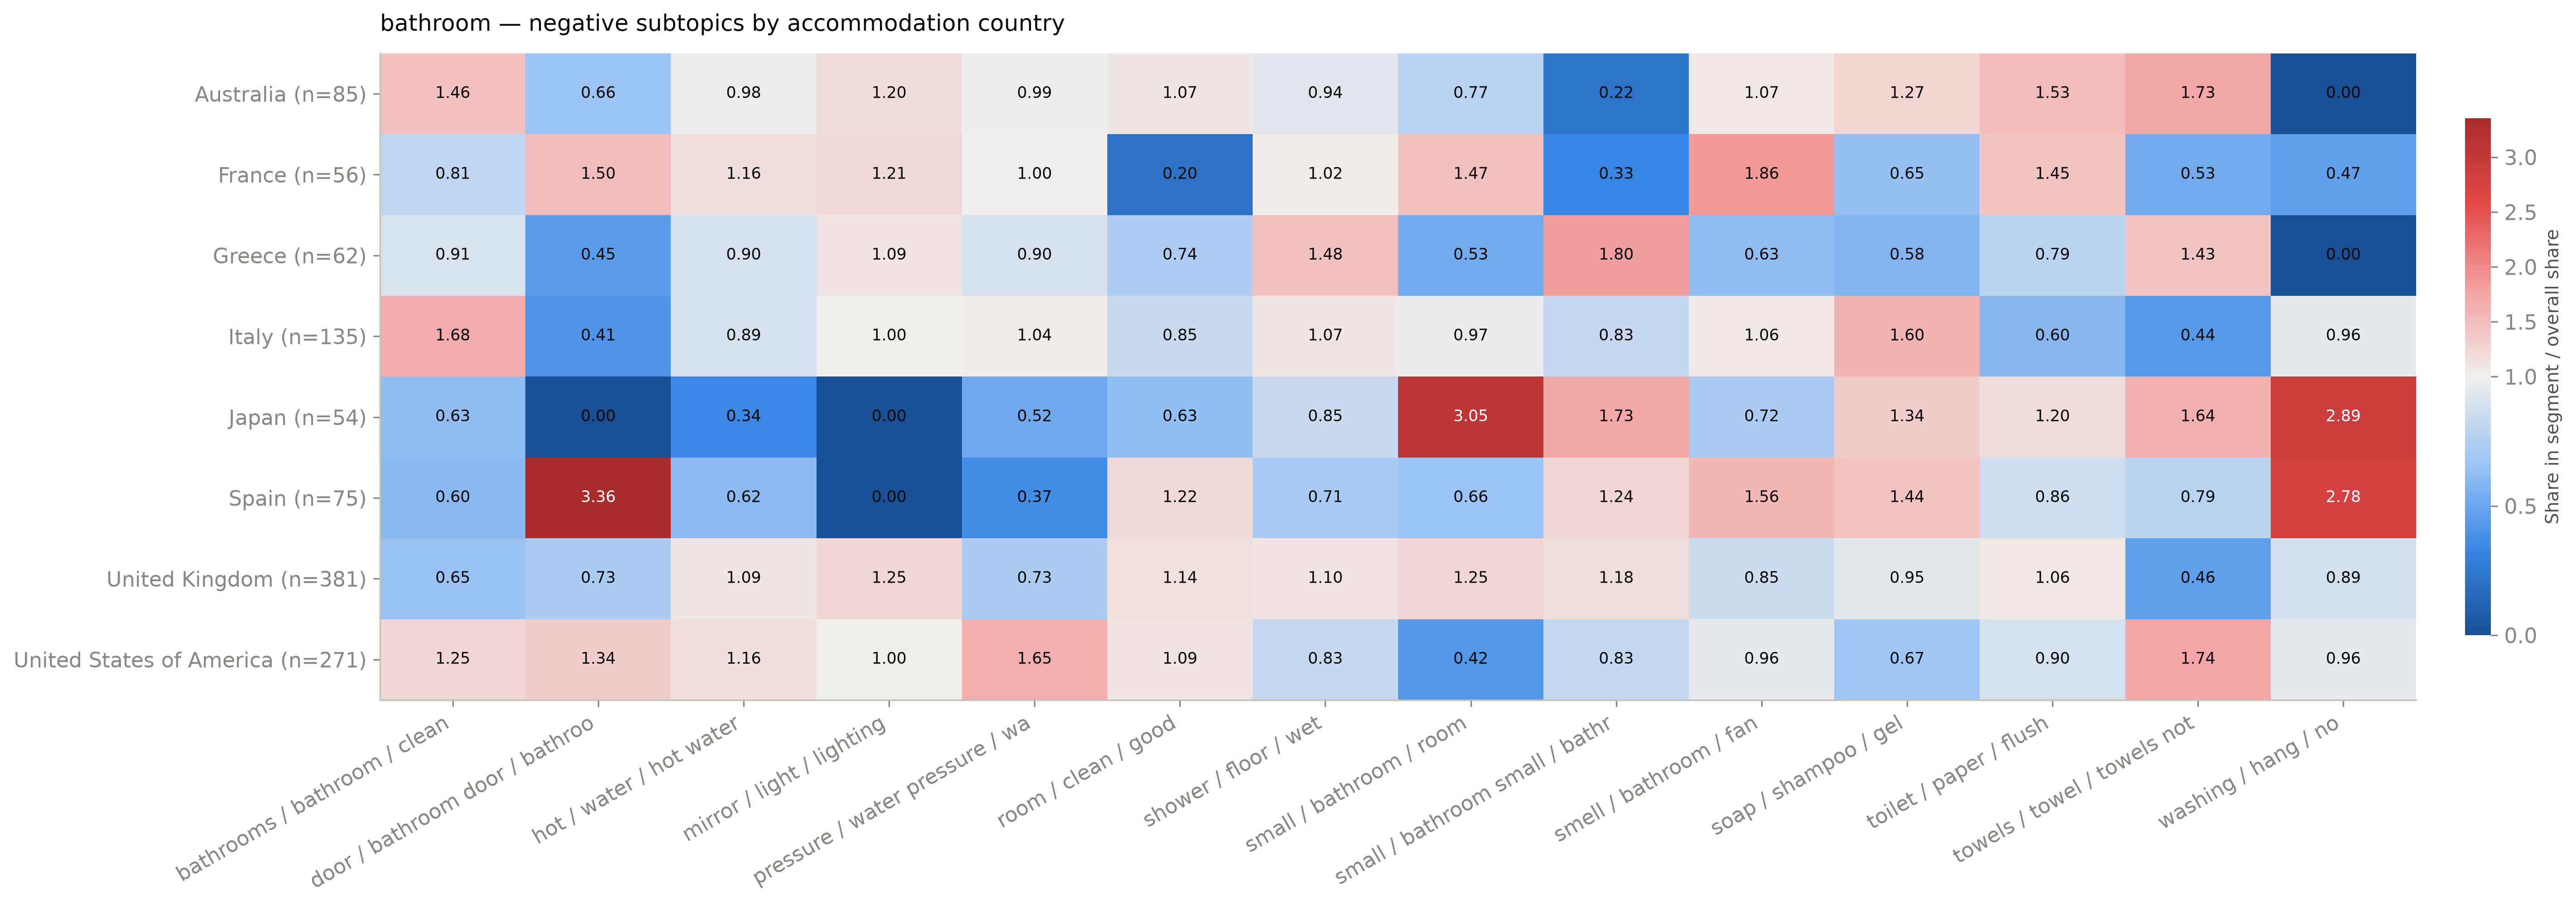 bathroom — negative subtopics by accommodation country
Australia (n=85) 1.46 0.66 0.98 1.20 0.99 1.07 0.94 0.77 0.22 1.07 1.27 1.53 1.73 0.00
France (n=56) 0.81 1.50 1.16 1.21 1.00 0.20 1.02 1.47 0.33 1.86 0.65 1.45 0.53 0.47
Greece (n=62) 0.91 0.45 0.90 1.09 0.90 0.74 1.48 0.53 1.80 0.63 0.58 0.79 1.43 0.00
Italy (n=135) 1.68 0.41 0.89 1.00 1.04 0.85 1.07 0.97 0.83 1.06 1.60 0.60 0.44 0.96
Japan (n=54) 0.63 0.00 0.34 0.00 0.52 0.63 0.85 3.05 1.73 0.72 1.34 1.20 1.64 2.89
Spain (n=75) 0.60 3.36 0.62 0.00 0.37 1.22 0.71 0.66 1.24 1.56 1.44 0.86 0.79 2.78
United Kingdom (n=381) 0.65 0.73 1.09 1.25 0.73 1.14 1.10 1.25 1.18 0.85 0.95 1.06 0.46 0.89
United States of America (n=271) 1.25 1.34 1.16 1.00 1.65 1.09 0.83 0.42 0.83 0.96 0.67 0.90 1.74 0.96
bathrooms / bathroom / clean
door / bathroom door / bathroo
hot / water / hot water
mirror / light / lighting
pressure / water pressure / wa
room / clean / good
shower / floor / wet
small / bathroom / room
small / bathroom small / bathr
smell / bathroom / fan
soap / shampoo / gel
toilet / paper / flush
towels / towel / towels not
washing / hang / no
3.0
2.5
2.0
1.5
1.0
0.5
0.0
Share in segment / overall share